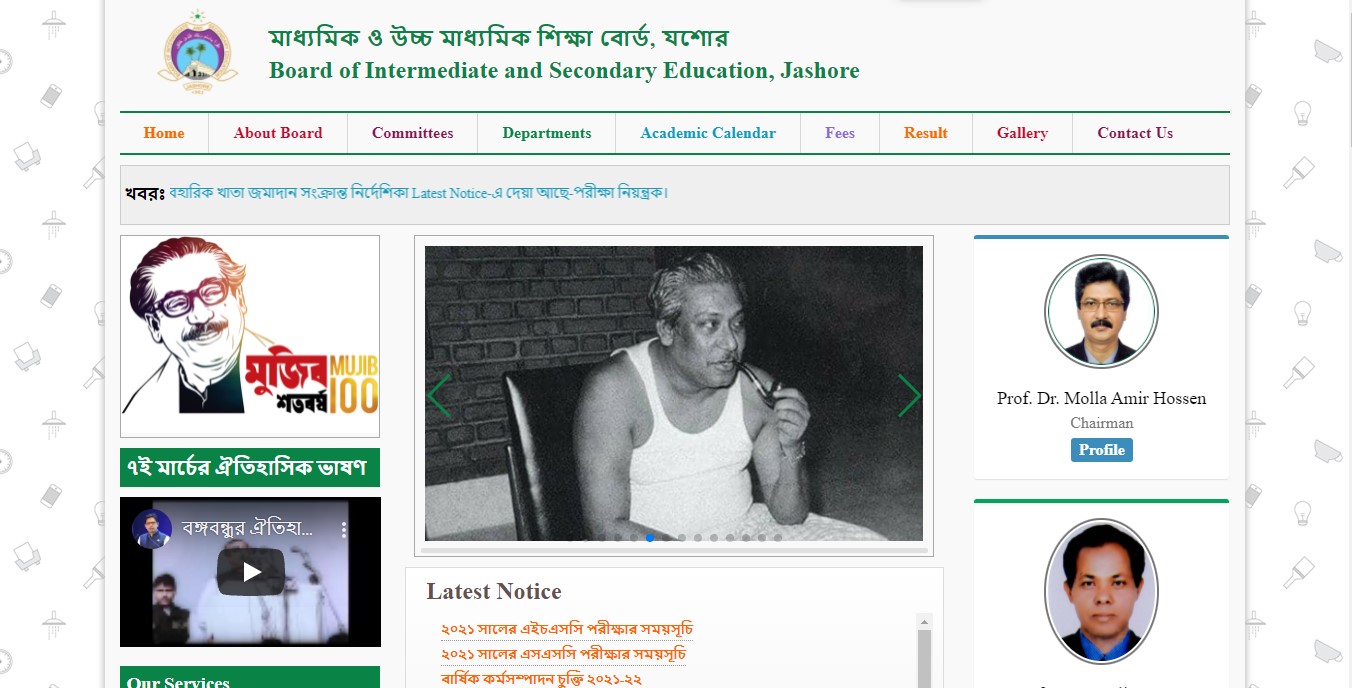 মাধ্যমিক ও উচ্চ মাধ্যমিক শিক্ষা বোর্ড, যশোর
Board of Intermediate and Secondary Education, Jashore
Home About Board Committees Departments Academic Calendar Fees Result Gallery Contact Us
খবরঃ বহারিক খাতা জমাদান সংক্রান্ত নির্দেশিকা Latest Notice-এ দেয়া আছে-পরীক্ষা নিয়ন্ত্রক।
মুজিব MUJIB
শতবর্ষ 100
৭ই মার্চের ঐতিহাসিক ভাষণ
বঙ্গবন্ধুর ঐতিহা...
Our Services
Latest Notice
২০২১ সালের এইচএসসি পরীক্ষার সময়সূচি
২০২১ সালের এসএসসি পরীক্ষার সময়সূচি
বার্ষিক কর্মসম্পাদন চুক্তি ২০২১-২২
Prof. Dr. Molla Amir Hossen
Chairman
Profile